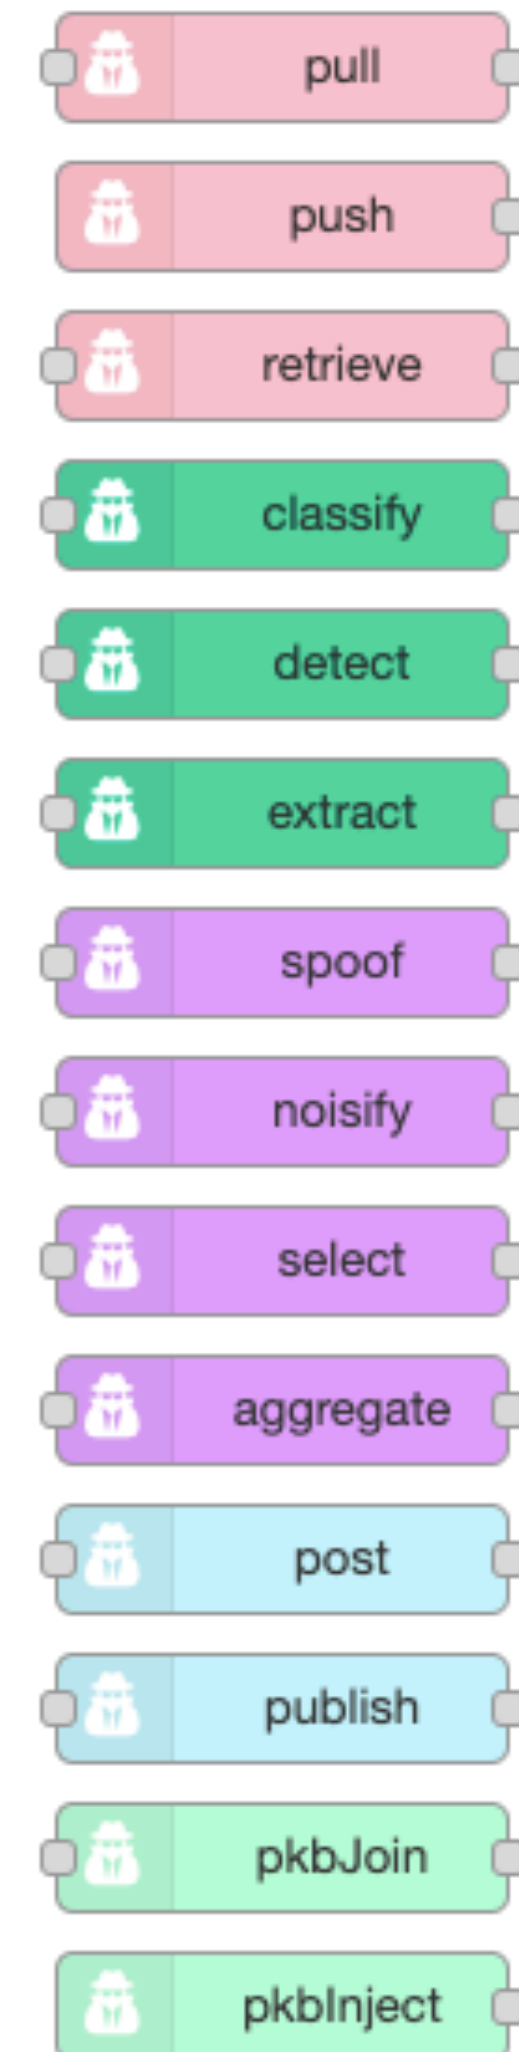 pull
push
retrieve
classify
detect
extract
spoof
noisify
select
aggregate
post
publish
pkbJoin
pkbInject